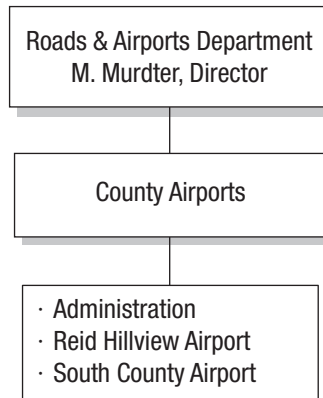 Roads & Airports Department
M. Murdter, Director
County Airports
· Administration
· Reid Hillview Airport
· South County Airport